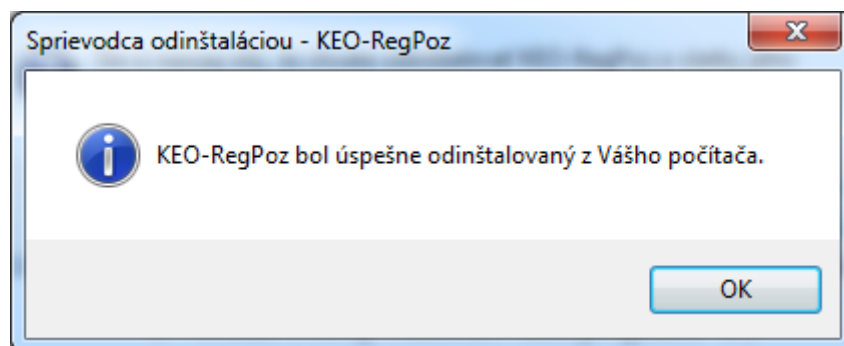 Sprievodca odinštaláciou - KEO-RegPoz
KEO-RegPoz bol úspešne odinštalovaný z Vášho počítača.
OK